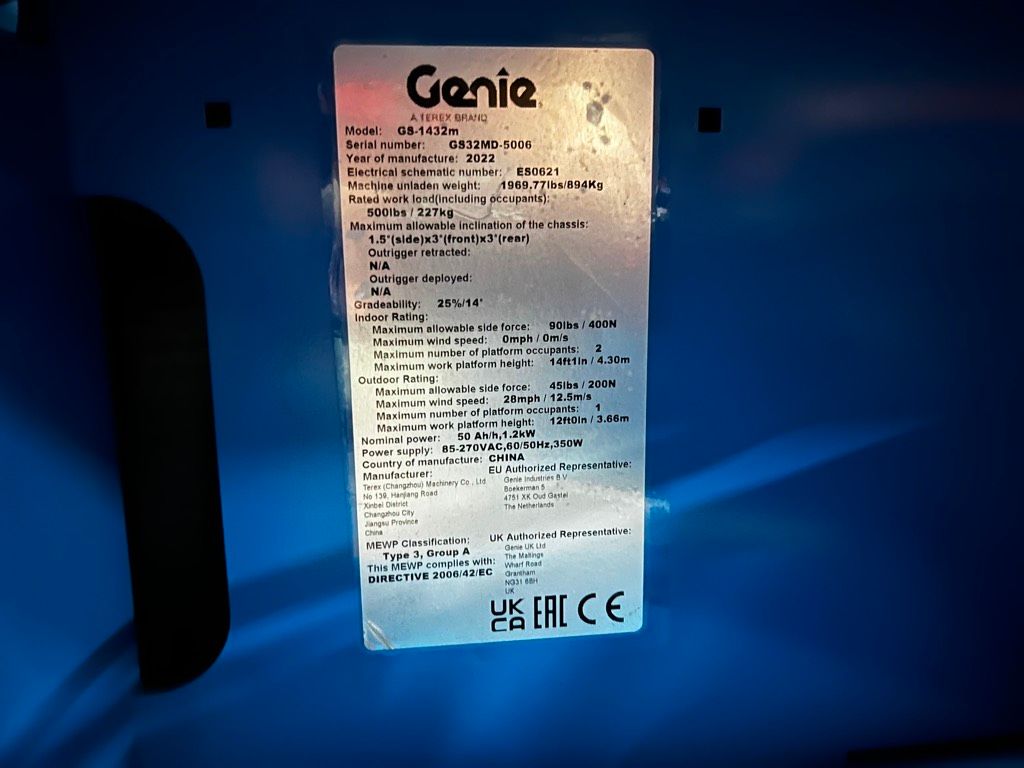 Genie
A TEREX BRAND
Model: GS-1432m
Serial number: GS32MD-5006
Year of manufacture: 2022
Electrical schematic number: ES0621
Machine unladen weight: 1969.77lbs/894Kg
Rated work load(including occupants):
500lbs / 227kg
Maximum allowable inclination of the chassis:
1.5°(side)x3°(front)x3°(rear)
Outrigger retracted:
N/A
Outrigger deployed:
N/A
Gradeability: 25%/14°
Indoor Rating:
Maximum allowable side force: 90lbs / 400N
Maximum wind speed: 0mph / 0m/s
Maximum number of platform occupants: 2
Maximum work platform height: 14ft1in / 4.30m
Outdoor Rating:
Maximum allowable side force: 45lbs / 200N
Maximum wind speed: 28mph / 12.5m/s
Maximum number of platform occupants: 1
Maximum work platform height: 12ft0in / 3.66m
Nominal power: 50 Ah/h,1.2kW
Power supply: 85-270VAC,60/50Hz,350W
Country of manufacture: CHINA
Manufacturer:
Terex (Changzhou) Machinery Co., Ltd
No 139, Hanjiang Road
Xinbei District
Changzhou City
Jiangsu Province
China
EU Authorized Representative:
Genie Industries B.V
Boekerman 5
4751 XK Oud Gastel
The Netherlands
MEWP Classification:
Type 3, Group A
This MEWP complies with:
DIRECTIVE 2006/42/EC
UK Authorized Representative:
Genie UK Ltd
The Maltings
Wharf Road
Grantham
NG31 6BH
UK
UK
CA EAC CE